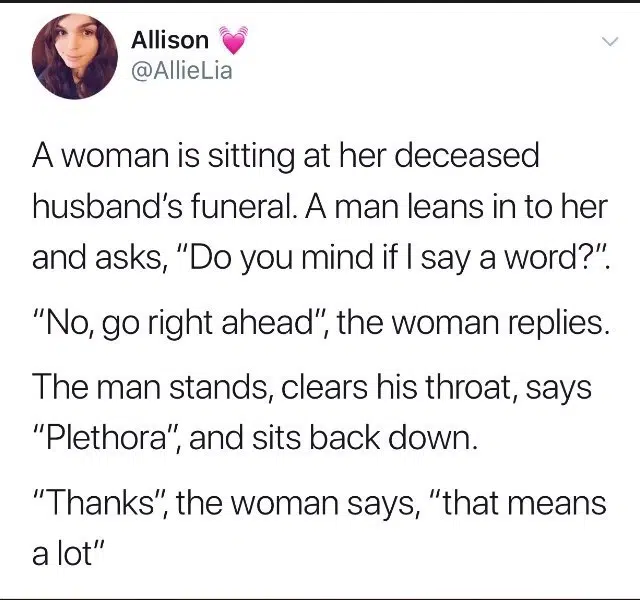 Allison 💓
@AllieLia
A woman is sitting at her deceased
husband's funeral. A man leans in to her
and asks, "Do you mind if I say a word?".
"No, go right ahead", the woman replies.
The man stands, clears his throat, says
"Plethora", and sits back down.
"Thanks", the woman says, "that means
a lot"